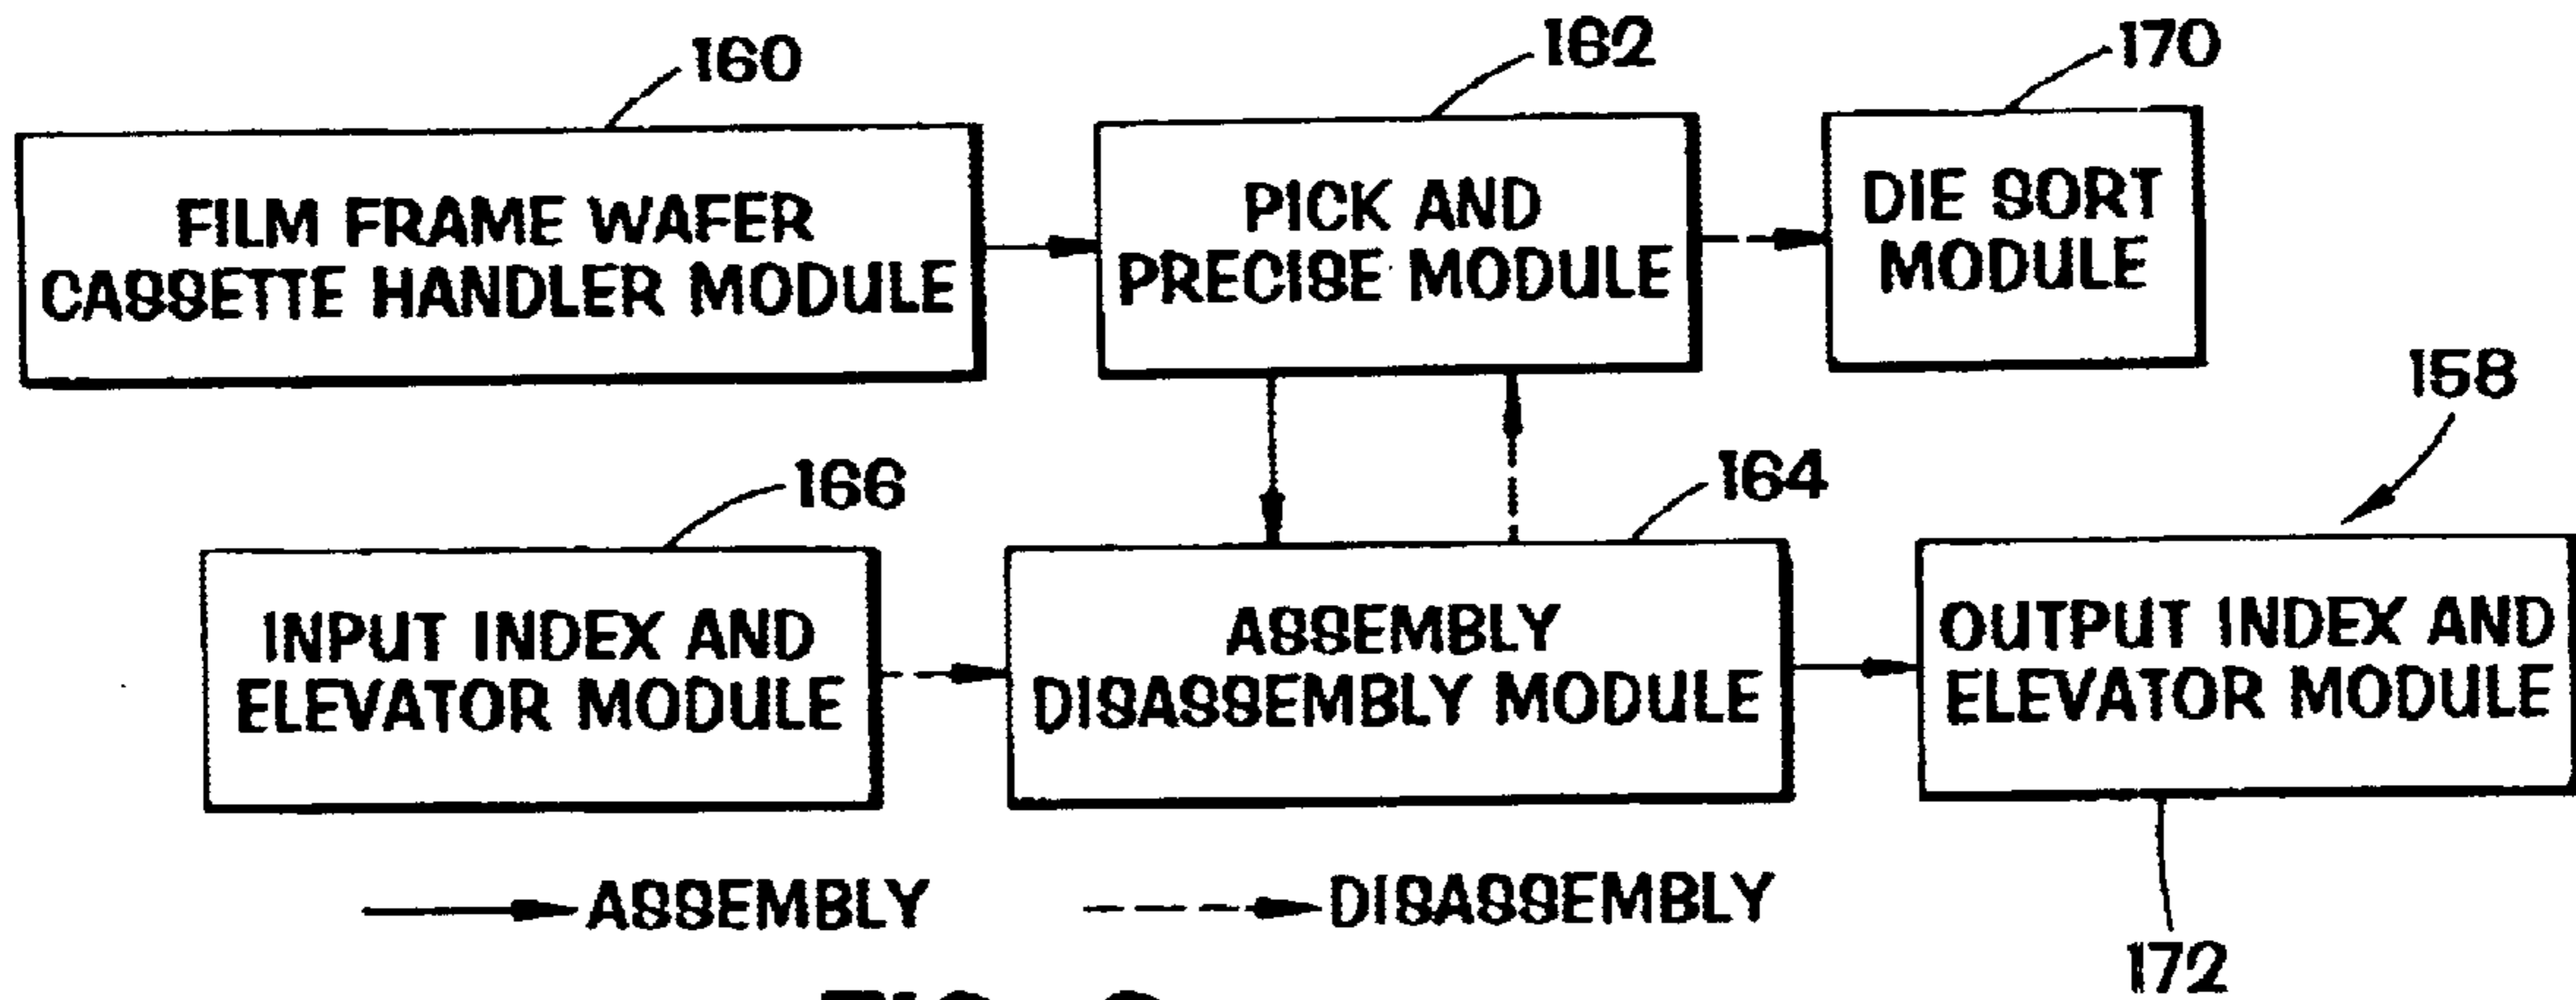 160
162
170
FILM FRAME WAFER
CASSETTE HANDLER MODULE
PICK AND
PRECISE MODULE
DIE SORT
MODULE
158
166
164
INPUT INDEX AND
ELEVATOR MODULE
ASSEMBLY
DISASSEMBLY MODULE
OUTPUT INDEX AND
ELEVATOR MODULE
ASSEMBLY
DISASSEMBLY
172